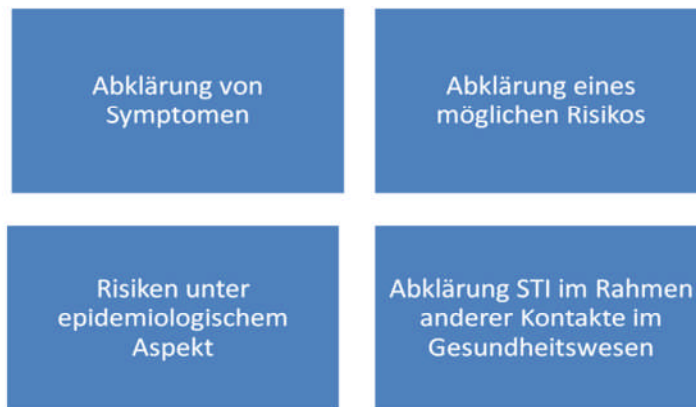 Abklärung von
Symptomen
Abklärung eines
möglichen Risikos
Risiken unter
epidemiologischem
Aspekt
Abklärung STI im Rahmen
anderer Kontakte im
Gesundheitswesen